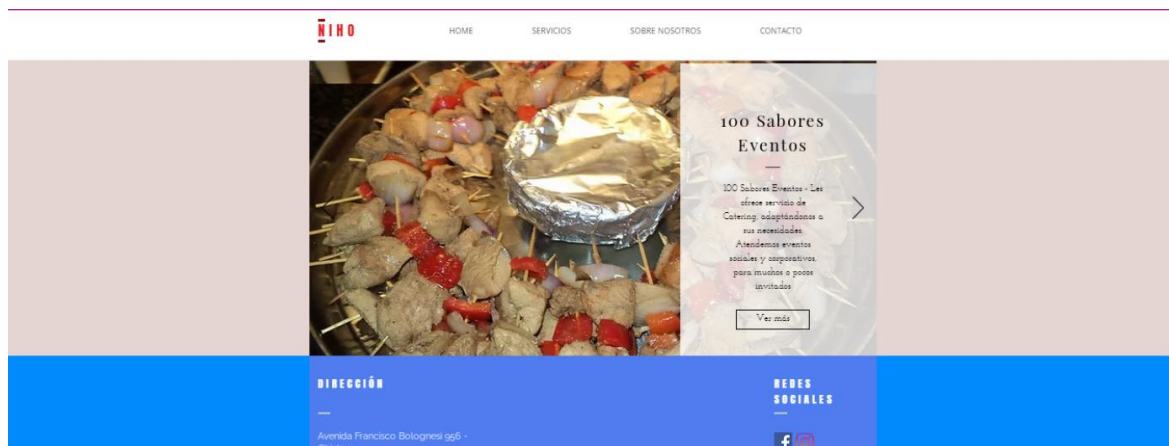 ÑIHO
HOME SERVICIOS SOBRE NOSOTROS CONTACTO
100 Sabores
Eventos
100 Sabores Eventos - Les
ofrece servicio de
Catering, adaptándonos a
sus necesidades.
Atendemos eventos
sociales y corporativos,
para muchos o pocos
invitados
Ver más
DIRECCIÓN
REDES
SOCIALES
Avenida Francisco Bolognesi 956 -